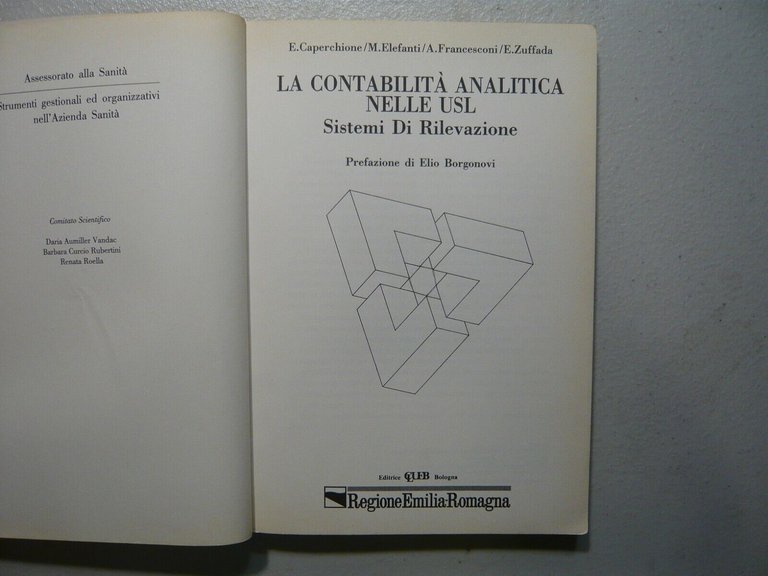 Assessorato alla Sanità
Strumenti gestionali ed organizzativi
nell'Azienda Sanità
Comitato Scientifico
Daria Aumiller Vandac
Barbara Curcio Rubertini
Renata Roella
E.Caperchione/M.Elefanti/A.Francesconi/E.Zuffada
LA CONTABILITÀ ANALITICA
NELLE USL
Sistemi Di Rilevazione
Prefazione di Elio Borgonovi
Editrice CLUEB Bologna
RegioneEmilia-Romagna